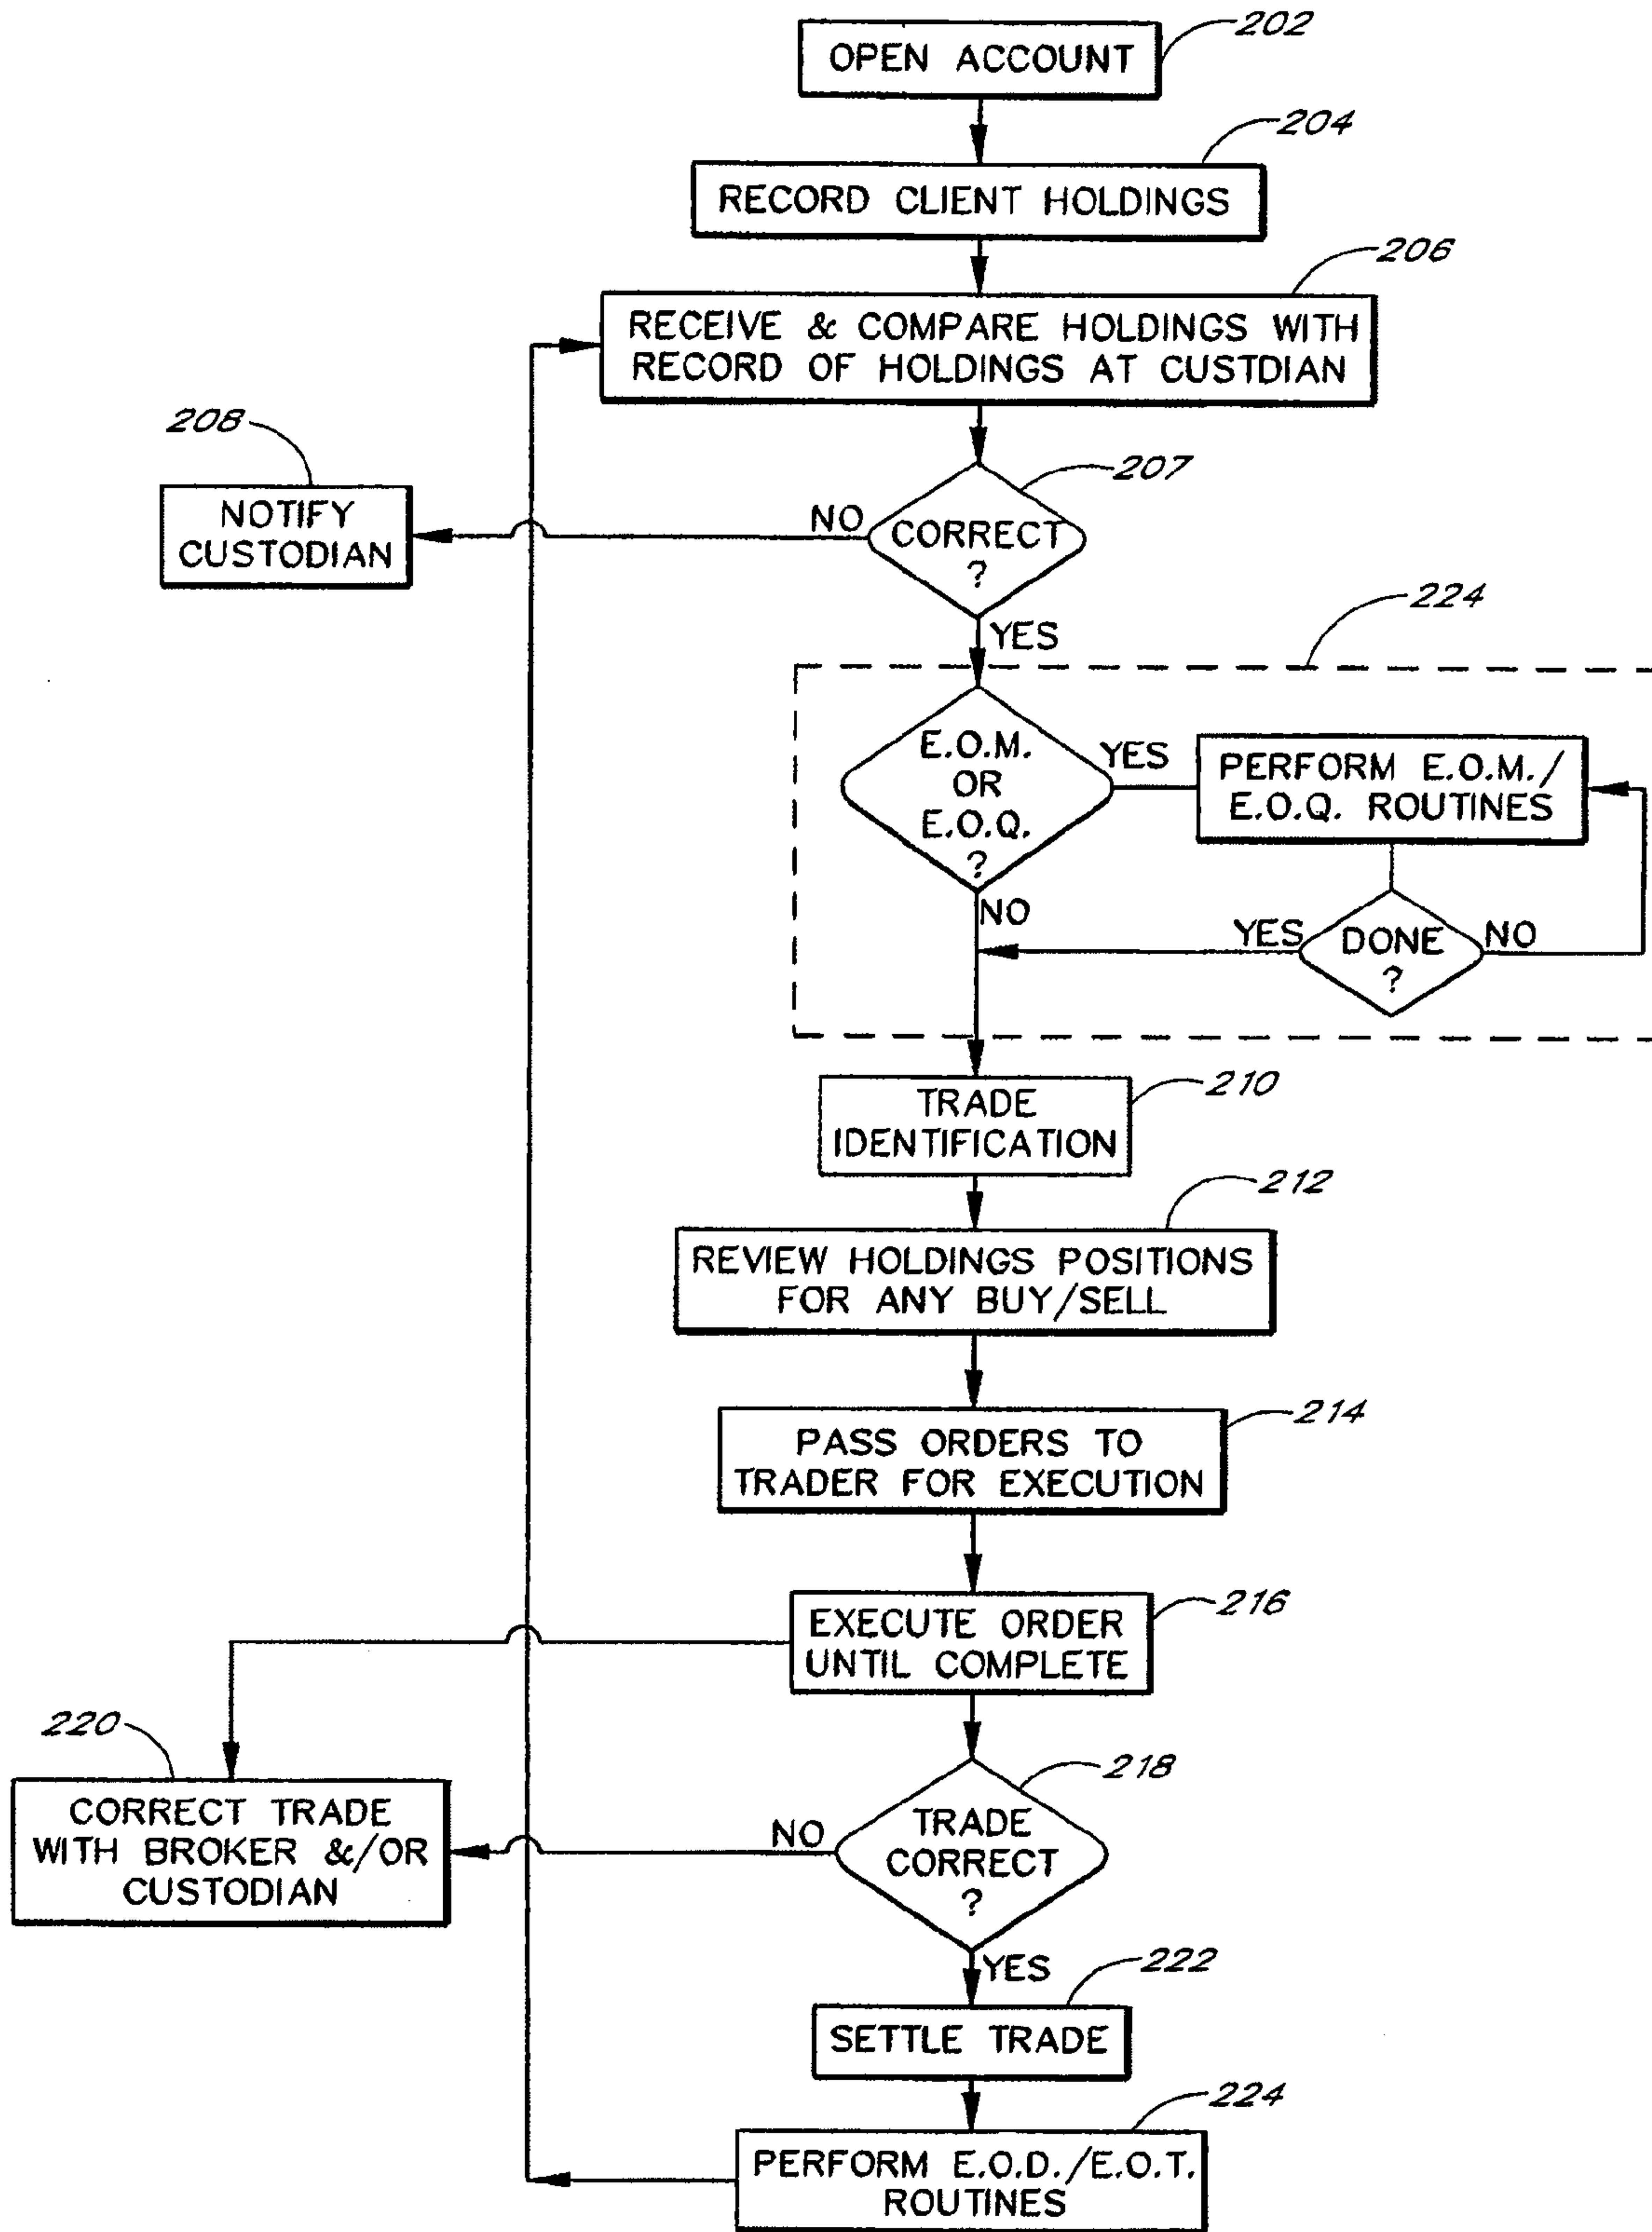 202
OPEN ACCOUNT
204
RECORD CLIENT HOLDINGS
206
RECEIVE & COMPARE HOLDINGS WITH
RECORD OF HOLDINGS AT CUSTDIAN
208
NOTIFY
CUSTODIAN
207
NO
CORRECT
?
YES
224
E.O.M.
OR
E.O.Q.
?
YES
PERFORM E.O.M./
E.O.Q. ROUTINES
NO
YES
DONE
?
NO
210
TRADE
IDENTIFICATION
212
REVIEW HOLDINGS POSITIONS
FOR ANY BUY/SELL
214
PASS ORDERS TO
TRADER FOR EXECUTION
216
EXECUTE ORDER
UNTIL COMPLETE
220
CORRECT TRADE
WITH BROKER &/OR
CUSTODIAN
218
NO
TRADE
CORRECT
?
YES
222
SETTLE TRADE
224
PERFORM E.O.D./E.O.T.
ROUTINES